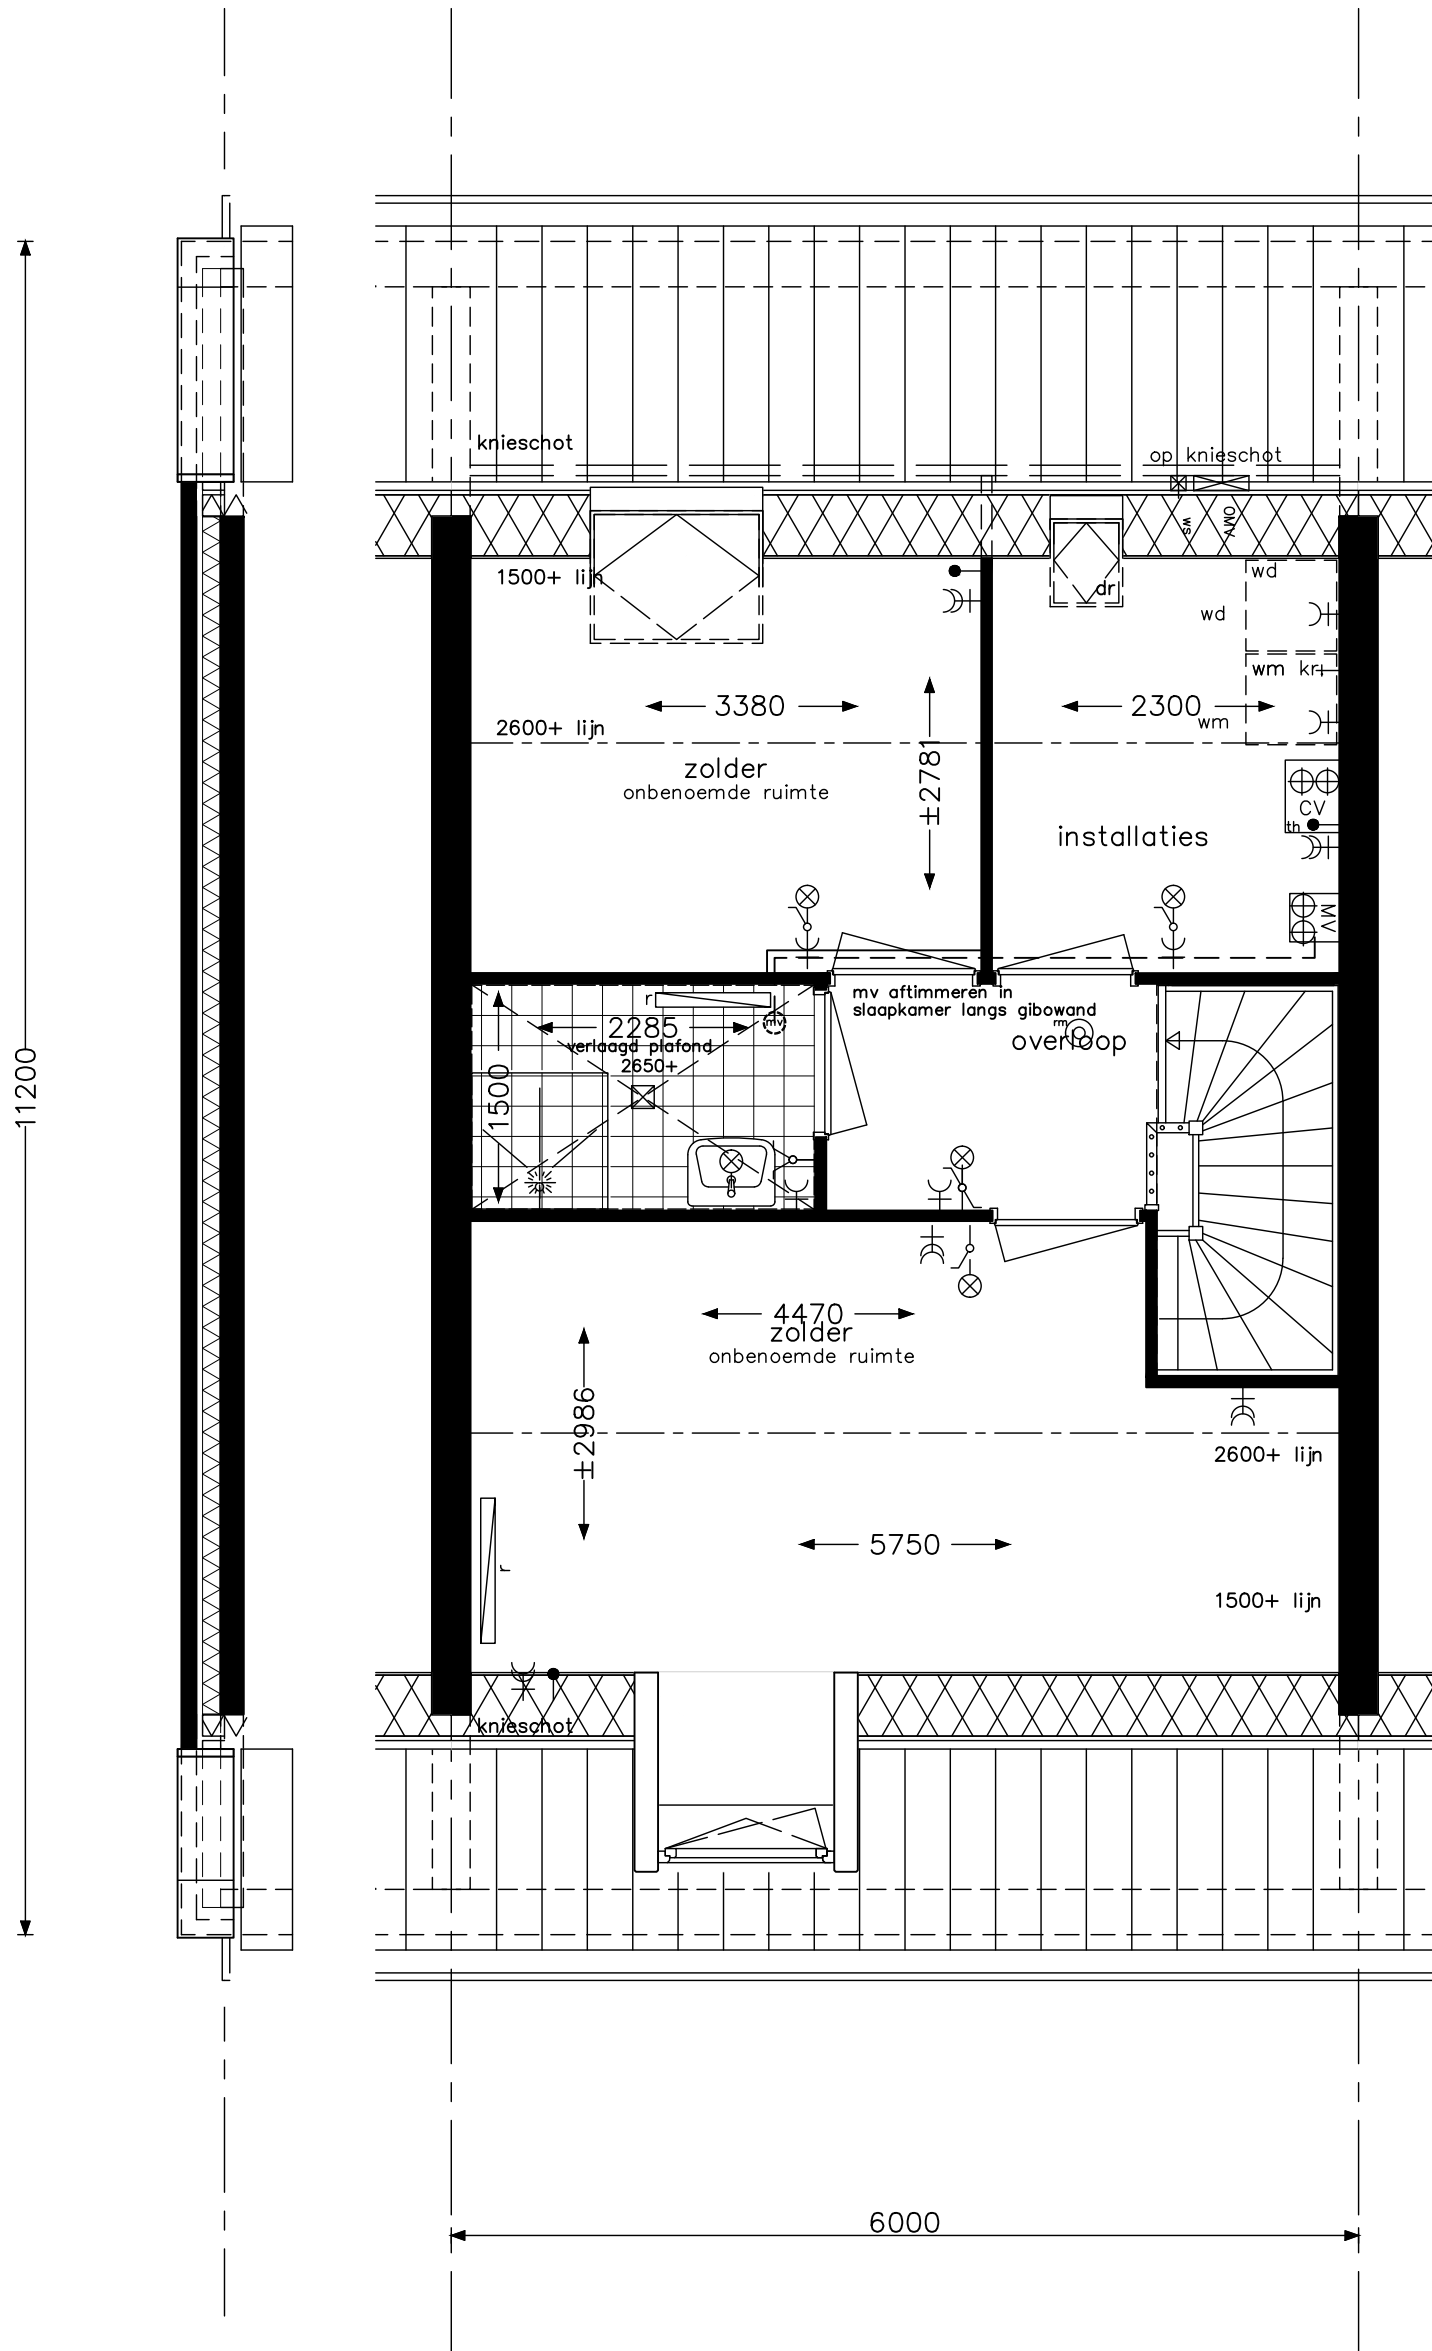 knieschot
op knieschot
ws
OMV
1500+ lijn
dr
wd
wd
wm kr
2600+ lijn
3380
2300
wm
±2781
zolder
onbenoemde ruimte
CV
th
installaties
MV
r
mv
mv aftimmeren in
slaapkamer langs gibowand
rm
overloop
2285
verlaagd plafond
2650+
1500
11200
4470
zolder
onbenoemde ruimte
±2986
2600+ lijn
5750
r
1500+ lijn
knieschot
6000